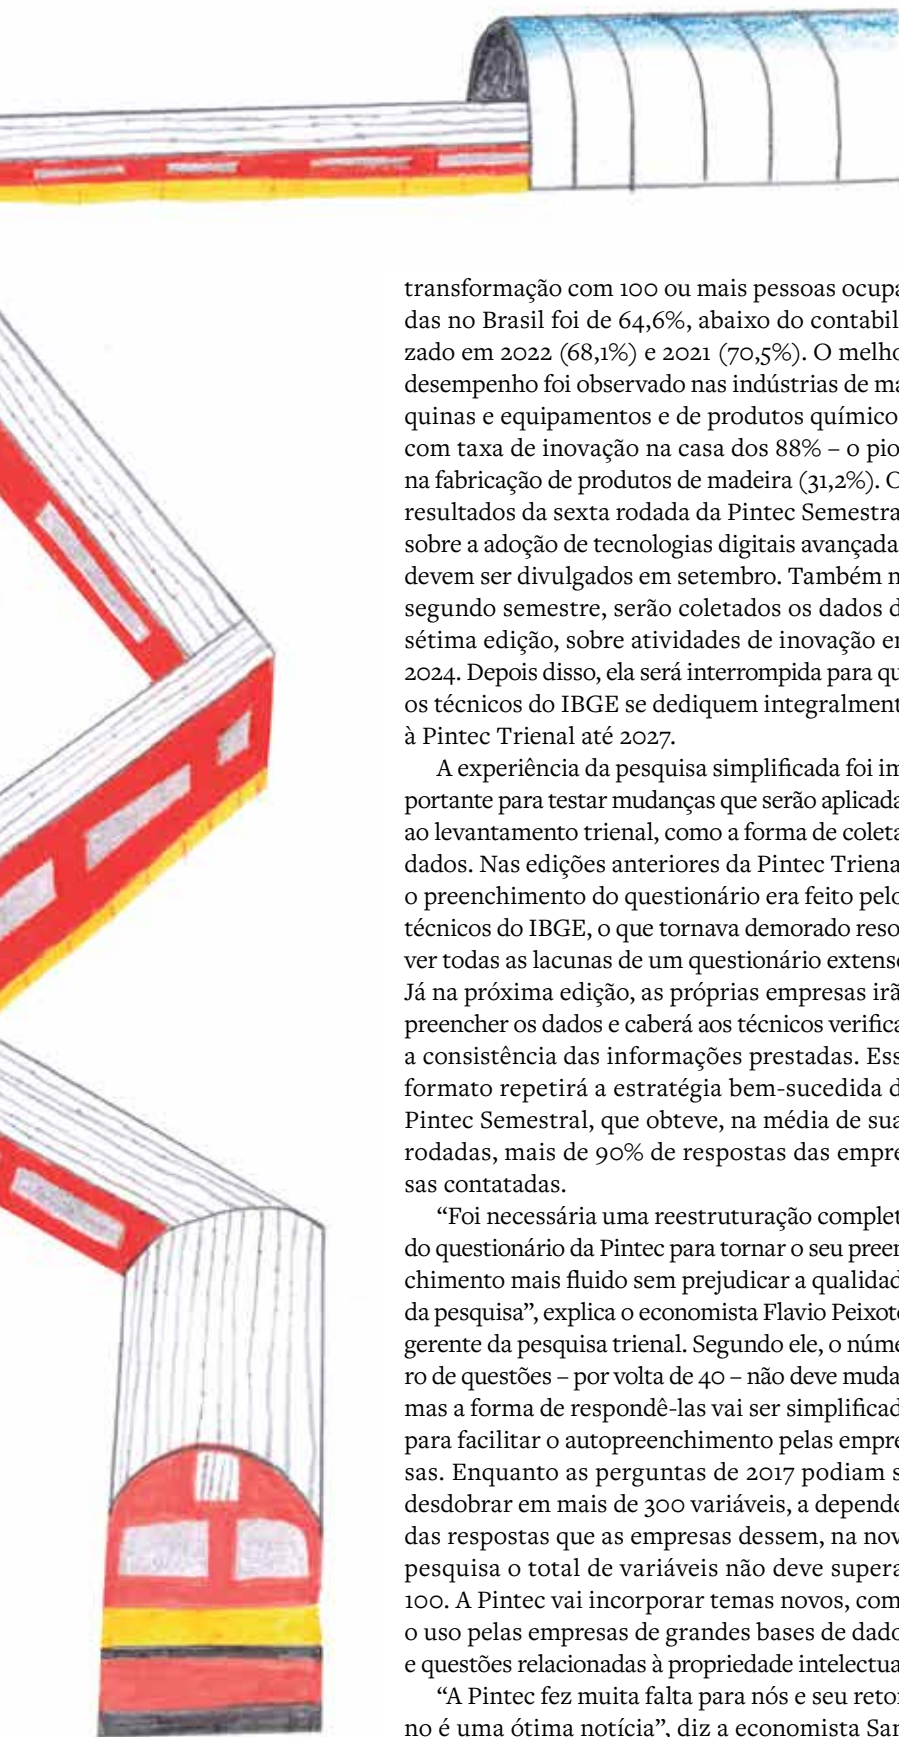 transformação com 100 ou mais pessoas ocupa
das no Brasil foi de 64,6%, abaixo do contabil
zado em 2022 (68,1%) e 2021 (70,5%). O melho
desempenho foi observado nas indústrias de ma
quinas e equipamentos e de produtos químico
com taxa de inovação na casa dos 88% – o pio
na fabricação de produtos de madeira (31,2%). O
resultados da sexta rodada da Pintec Semestra
sobre a adoção de tecnologias digitais avançada
devem ser divulgados em setembro. Também n
segundo semestre, serão coletados os dados d
sétima edição, sobre atividades de inovação e
2024. Depois disso, ela será interrompida para qu
os técnicos do IBGE se dediquem integralment
à Pintec Trienal até 2027.
A experiência da pesquisa simplificada foi im
portante para testar mudanças que serão aplicada
ao levantamento trienal, como a forma de coleta
dados. Nas edições anteriores da Pintec Triena
o preenchimento do questionário era feito pelo
técnicos do IBGE, o que tornava demorado reso
ver todas as lacunas de um questionário extens
Já na próxima edição, as próprias empresas irã
preencher os dados e caberá aos técnicos verifica
a consistência das informações prestadas. Ess
formato repetirá a estratégia bem-sucedida d
Pintec Semestral, que obteve, na média de sua
rodadas, mais de 90% de respostas das empre
sas contatadas.
“Foi necessária uma reestruturação complet
do questionário da Pintec para tornar o seu preen
chimento mais fluido sem prejudicar a qualidad
da pesquisa”, explica o economista Flavio Peixot
gerente da pesquisa trienal. Segundo ele, o núme
ro de questões – por volta de 40 – não deve muda
mas a forma de respondê-las vai ser simplificad
para facilitar o autopreenchimento pelas empre
sas. Enquanto as perguntas de 2017 podiam s
desdobrar em mais de 300 variáveis, a depende
das respostas que as empresas dessem, na nov
pesquisa o total de variáveis não deve supera
100. A Pintec vai incorporar temas novos, com
o uso pelas empresas de grandes bases de dado
e questões relacionadas à propriedade intelectua
“A Pintec fez muita falta para nós e seu retor
no é uma ótima notícia”, diz a economista San